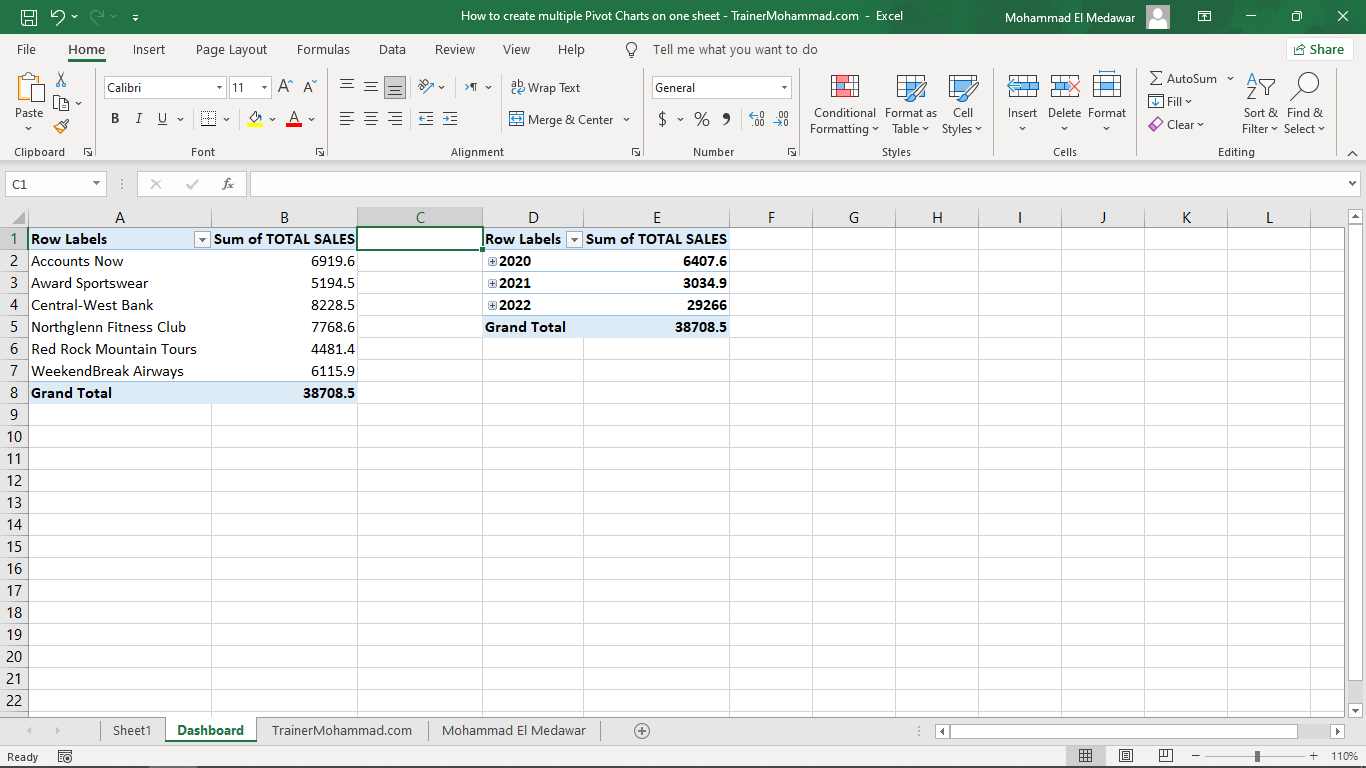 How to create multiple Pivot Charts on one sheet - TrainerMohammad.com - Excel
Mohammad El Medawar
File Home Insert Page Layout Formulas Data Review View Help Tell me what you want to do
Share
Paste
Clipboard
Calibri 11
B I U A
Font
ab Wrap Text
Merge & Center
Alignment
General
$ % , .00 .00
Number
Conditional Formatting
Format as Table
Cell Styles
Styles
Insert Delete Format
Cells
AutoSum
Fill
Clear
Sort & Filter
Find & Select
Editing
C1 fx
A B C D E F G H I J K L
1 Row Labels Sum of TOTAL SALES Row Labels Sum of TOTAL SALES
2 Accounts Now 6919.6 2020 6407.6
3 Award Sportswear 5194.5 2021 3034.9
4 Central-West Bank 8228.5 2022 29266
5 Northglenn Fitness Club 7768.6 Grand Total 38708.5
6 Red Rock Mountain Tours 4481.4
7 WeekendBreak Airways 6115.9
8 Grand Total 38708.5
9
10
11
12
13
14
15
16
17
18
19
20
21
22
Sheet1 Dashboard TrainerMohammad.com Mohammad El Medawar
Ready 110%